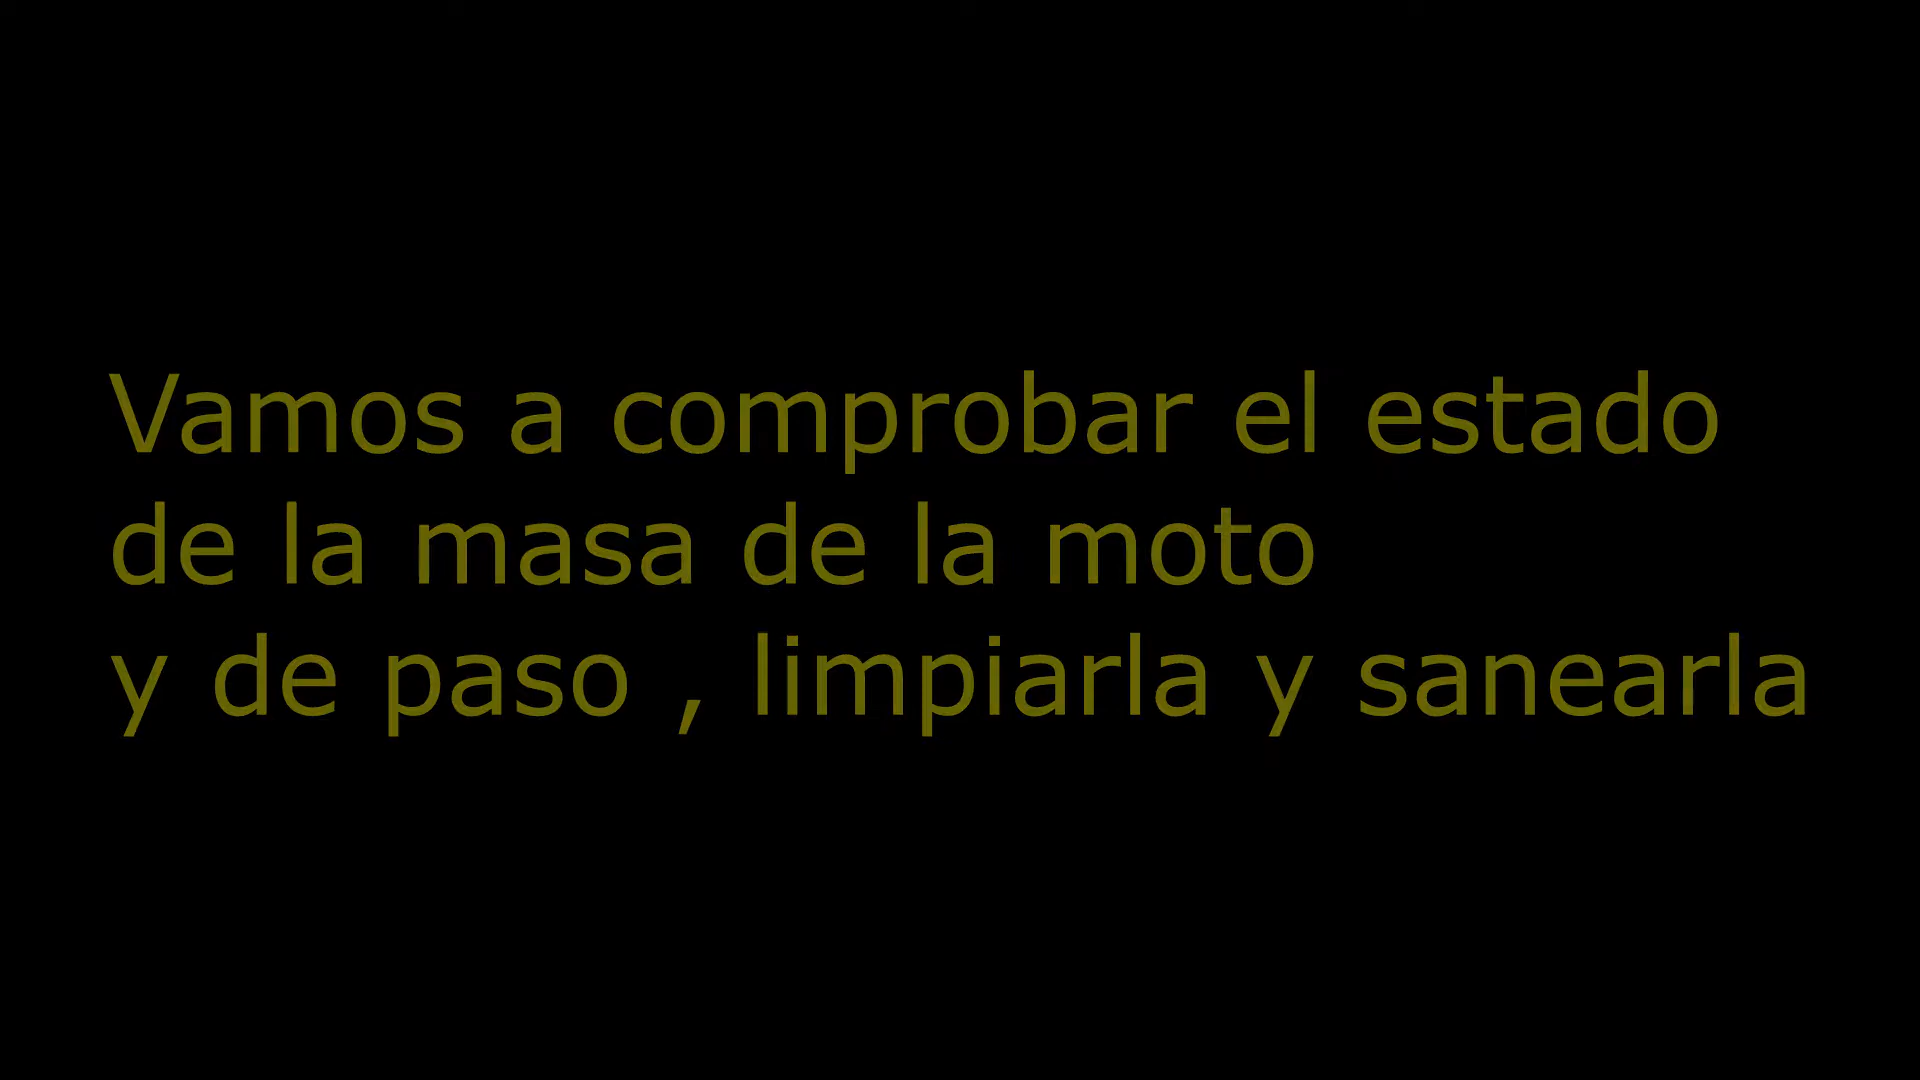 Vamos a comprobar el estado
de la masa de la moto
y de paso , limpiarla y sanearla